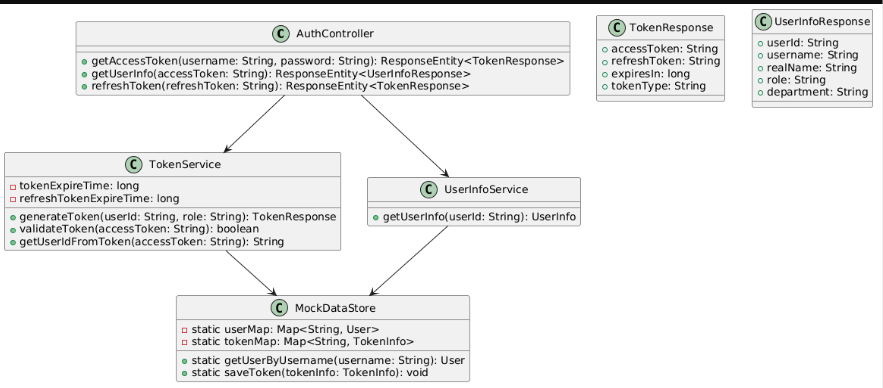 C AuthController
getAccessToken(username: String, password: String): ResponseEntity<TokenResponse>
getUserInfo(accessToken: String): ResponseEntity<UserInfoResponse>
refreshToken(refreshToken: String): ResponseEntity<TokenResponse>
C TokenResponse
accessToken: String
refreshToken: String
expiresIn: long
tokenType: String
C UserInfoResponse
userId: String
username: String
realName: String
role: String
department: String
C TokenService
tokenExpireTime: long
refreshTokenExpireTime: long
generateToken(userId: String, role: String): TokenResponse
validateToken(accessToken: String): boolean
getUserIdFromToken(accessToken: String): String
C UserInfoService
getUserInfo(userId: String): UserInfo
C MockDataStore
static userMap: Map<String, User>
static tokenMap: Map<String, TokenInfo>
static getUserByUsername(username: String): User
static saveToken(tokenInfo: TokenInfo): void